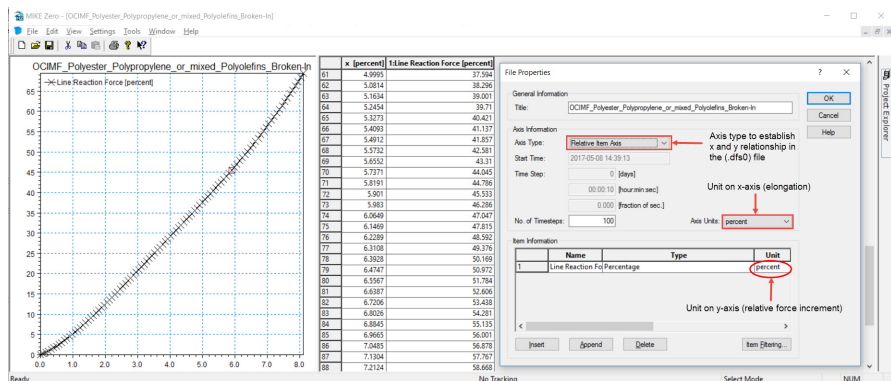 MIKE Zero - [OCIMF_Polyester_Polypropylene_or_mixed_Polyolefins_Broken-In]
File Edit View Settings Tools Window Help
OCIMF_Polyester_Polypropylene_or_mixed_Polyolefins_Broken-In
Line Reaction Force [percent]
65
60
55
50
45
40
35
30
25
20
15
10
5
0
0.0 1.0 2.0 3.0 4.0 5.0 6.0 7.0 8.0
x [percent] 1:Line Reaction Force [percent]
61 4.9995 37.594
62 5.0814 38.296
63 5.1634 39.001
64 5.2454 39.71
65 5.3273 40.421
66 5.4093 41.137
67 5.4912 41.857
68 5.5732 42.581
69 5.6552 43.31
70 5.7371 44.045
71 5.8191 44.786
72 5.901 45.533
73 5.983 46.286
74 6.0649 47.047
75 6.1469 47.815
76 6.2289 48.592
77 6.3108 49.376
78 6.3928 50.169
79 6.4747 50.972
80 6.5567 51.784
81 6.6387 52.606
82 6.7206 53.438
83 6.8026 54.281
84 6.8845 55.135
85 6.9665 56.001
86 7.0485 56.878
87 7.1304 57.767
88 7.2124 58.668
File Properties ? ×
General Information
Title: OCIMF_Polyester_Polypropylene_or_mixed_Polyolefins_Broken-In
OK
Cancel
Help
Axis Information
Axis Type: Relative Item Axis
Axis type to establish
x and y relationship in
the (.dfs0) file
Start Time: 2017-05-08 14:39:13
Time Step: 0 [days]
00:00:10 [hour:min:sec]
0.000 [fraction of sec.]
Unit on x-axis (elongation)
No. of Timesteps: 100 Axis Units: percent
Item Information
Name Type Unit
1 Line Reaction Fo Percentage percent
Unit on y-axis (relative force increment)
Insert Append Delete Item Filtering...
Project Explorer
Ready No Tracking Select Mode NUM